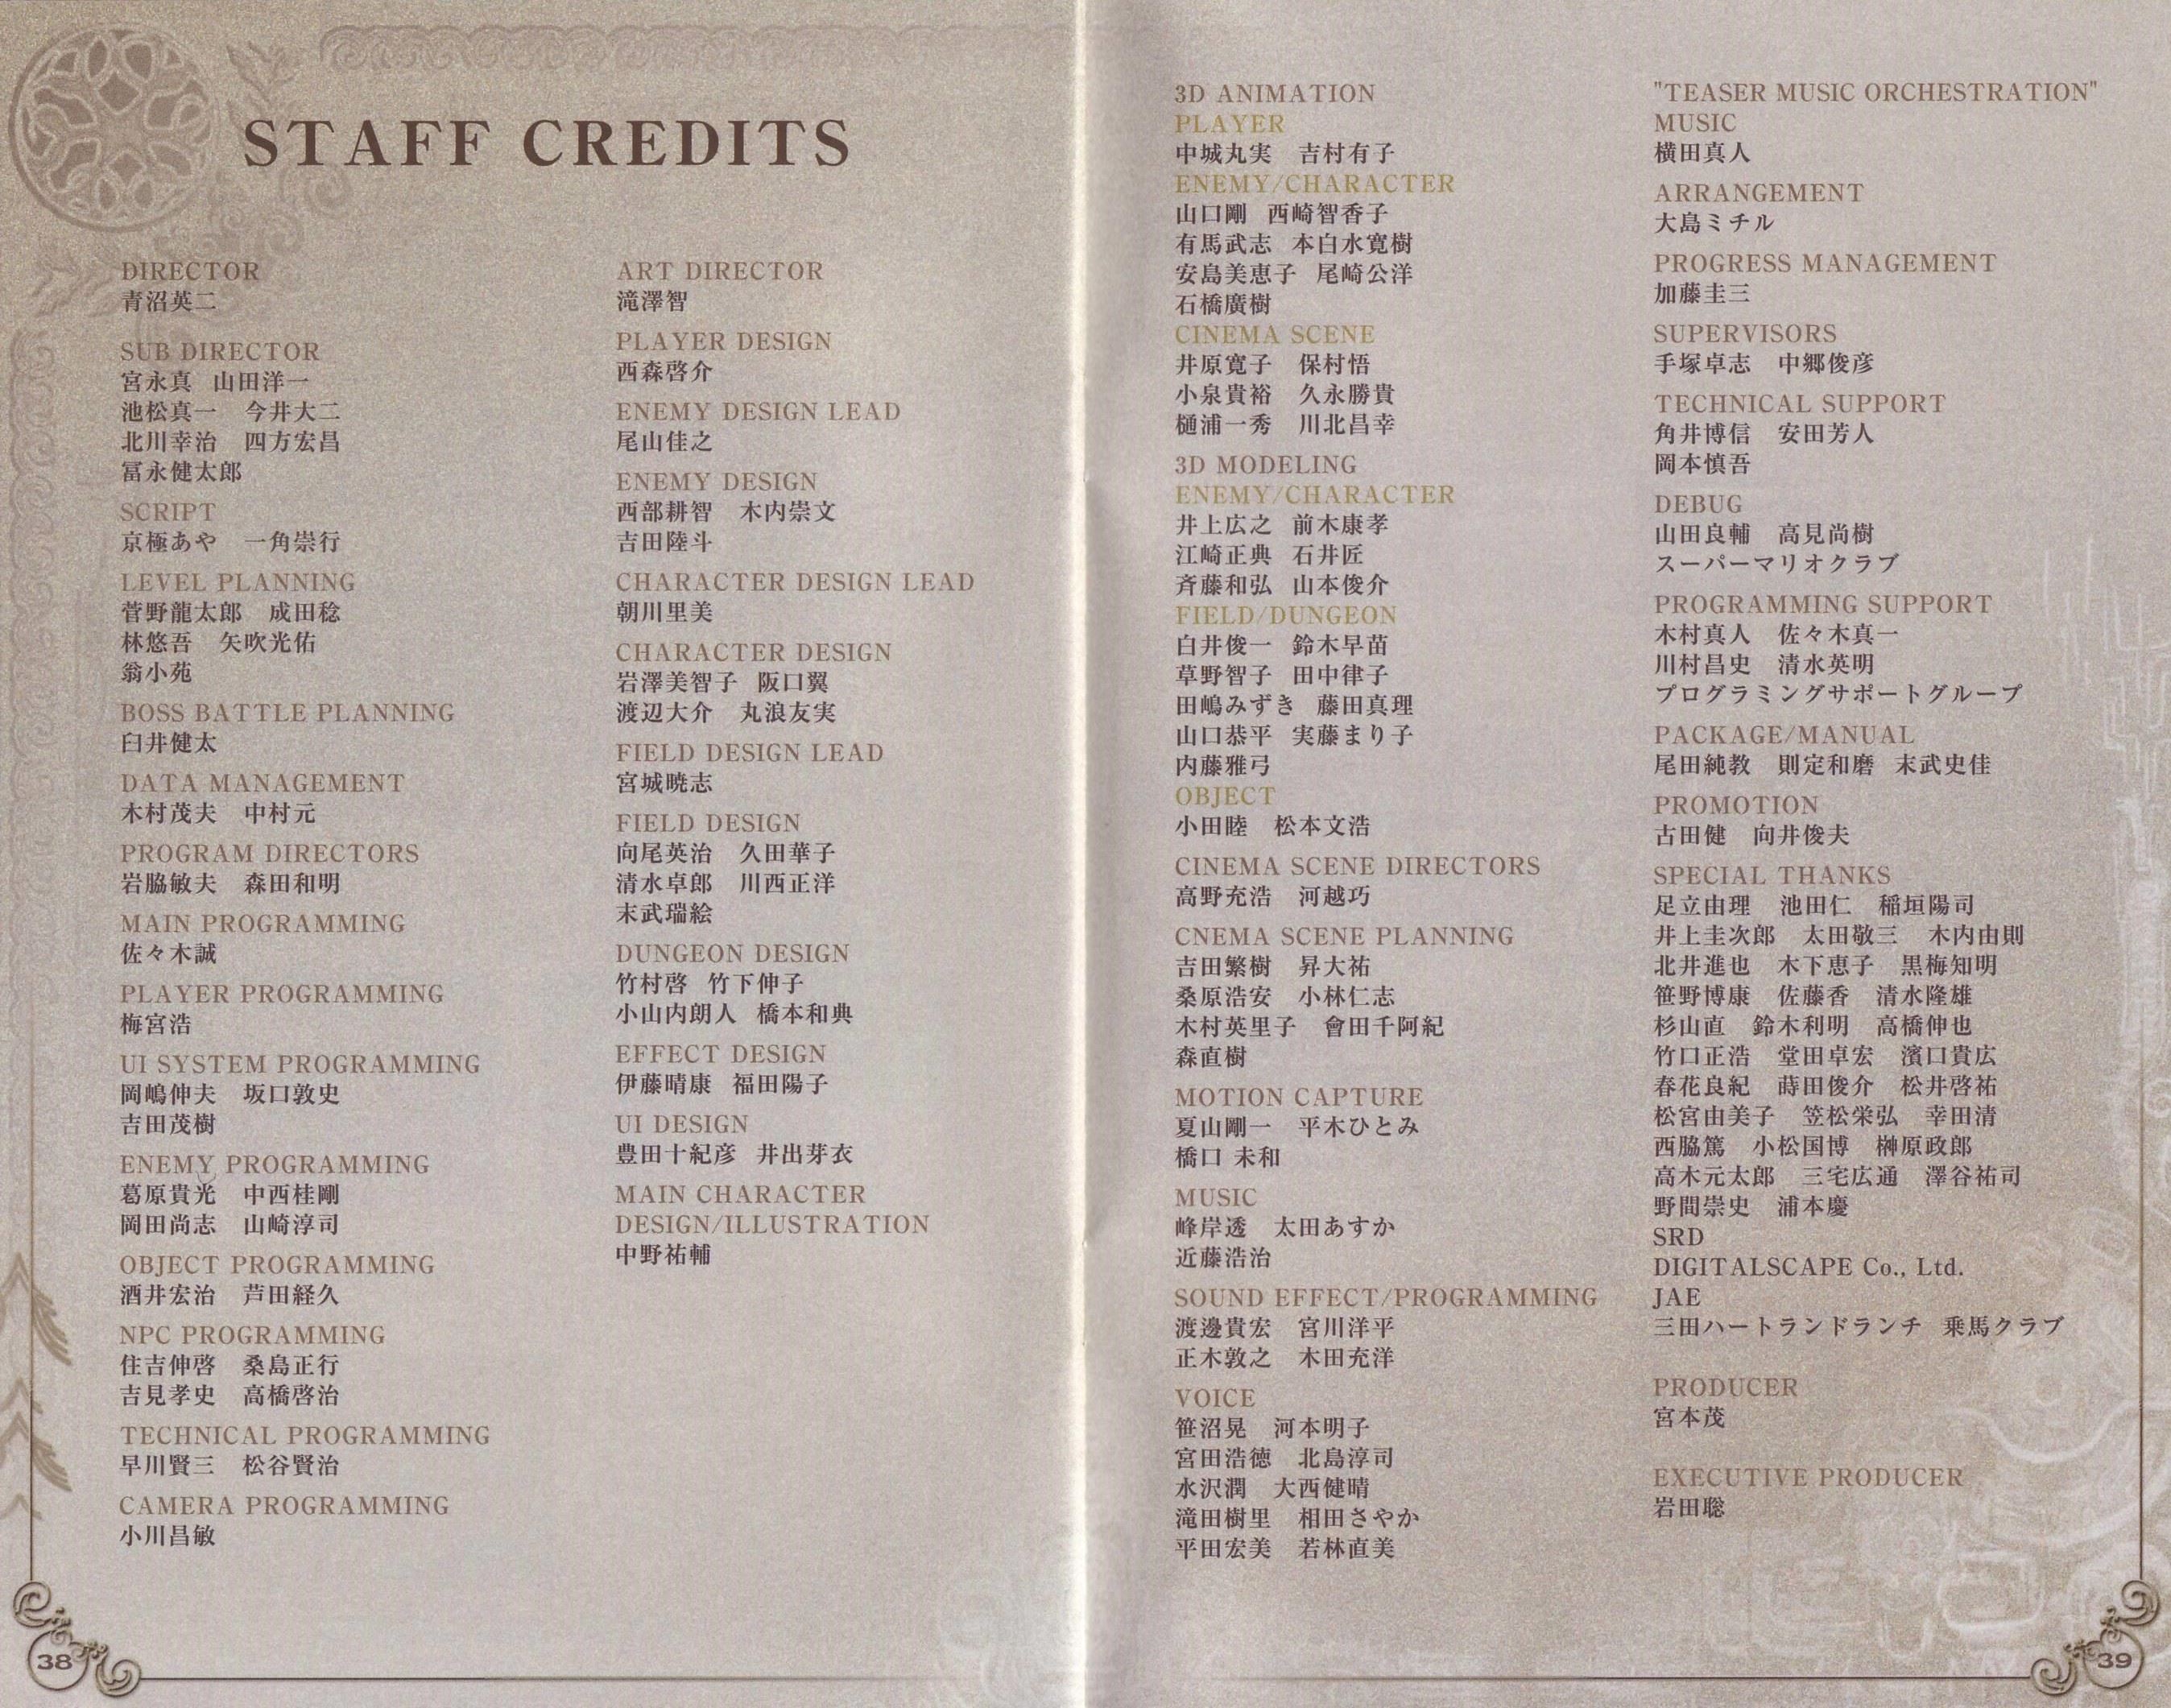 STAFF CREDITS
DIRECTOR
青沼英二
SUB DIRECTOR
宮永真 山田洋一
池松真一 今井大二
北川幸治 四方宏昌
冨永健太郎
SCRIPT
京極あや 一角崇行
LEVEL PLANNING
菅野龍太郎 成田稔
林悠吾 矢吹光佑
翁小苑
BOSS BATTLE PLANNING
臼井健太
DATA MANAGEMENT
木村茂夫 中村元
PROGRAM DIRECTORS
岩脇敏夫 森田和明
MAIN PROGRAMMING
佐々木誠
PLAYER PROGRAMMING
梅宮浩
UI SYSTEM PROGRAMMING
岡嶋伸夫 坂口敦史
吉田茂樹
ENEMY PROGRAMMING
葛原貴光 中西桂剛
岡田尚志 山崎淳司
OBJECT PROGRAMMING
酒井宏治 芦田経久
NPC PROGRAMMING
住吉伸啓 桑島正行
吉見孝史 高橋啓治
TECHNICAL PROGRAMMING
早川賢三 松谷賢治
CAMERA PROGRAMMING
小川昌敏
38
ART DIRECTOR
滝澤智
PLAYER DESIGN
西森啓介
ENEMY DESIGN LEAD
尾山佳之
ENEMY DESIGN
西部耕智 木内崇文
吉田陸斗
CHARACTER DESIGN LEAD
朝川里美
CHARACTER DESIGN
岩澤美智子 阪口翼
渡辺大介 丸浪友実
FIELD DESIGN LEAD
宮城暁志
FIELD DESIGN
向尾英治 久田華子
清水卓郎 川西正洋
末武瑞絵
DUNGEON DESIGN
竹村啓 竹下伸子
小山内朗人 橋本和典
EFFECT DESIGN
伊藤晴康 福田陽子
UI DESIGN
豊田十紀彦 井出芽衣
MAIN CHARACTER
DESIGN/ILLUSTRATION
中野祐輔
3D ANIMATION
PLAYER
中城丸実 吉村有子
ENEMY/CHARACTER
山口剛 西崎智香子
有馬武志 本白水寛樹
安島美恵子 尾崎公洋
石橋廣樹
CINEMA SCENE
井原寛子 保村悟
小泉貴裕 久永勝貴
樋浦一秀 川北昌幸
3D MODELING
ENEMY/CHARACTER
井上広之 前木康孝
江崎正典 石井匠
斉藤和弘 山本俊介
FIELD/DUNGEON
白井俊一 鈴木早苗
草野智子 田中律子
田嶋みずき 藤田真理
山口恭平 実藤まり子
内藤雅弓
OBJECT
小田睦 松本文浩
CINEMA SCENE DIRECTORS
高野充浩 河越巧
CNEMA SCENE PLANNING
吉田繁樹 昇大祐
桑原浩安 小林仁志
木村英里子 會田千阿紀
森直樹
MOTION CAPTURE
夏山剛一 平木ひとみ
橋口 未和
MUSIC
峰岸透 太田あすか
近藤浩治
SOUND EFFECT/PROGRAMMING
渡邊貴宏 宮川洋平
正木敦之 木田充洋
VOICE
笹沼晃 河本明子
宮田浩徳 北島淳司
水沢潤 大西健晴
滝田樹里 相田さやか
平田宏美 若林直美
"TEASER MUSIC ORCHESTRATION"
MUSIC
横田真人
ARRANGEMENT
大島ミチル
PROGRESS MANAGEMENT
加藤圭三
SUPERVISORS
手塚卓志 中郷俊彦
TECHNICAL SUPPORT
角井博信 安田芳人
岡本慎吾
DEBUG
山田良輔 高見尚樹
スーパーマリオクラブ
PROGRAMMING SUPPORT
木村真人 佐々木真一
川村昌史 清水英明
プログラミングサポートグループ
PACKAGE/MANUAL
尾田純教 則定和磨 末武史佳
PROMOTION
古田健 向井俊夫
SPECIAL THANKS
足立由理 池田仁 稲垣陽司
井上圭次郎 太田敬三 木内由則
北井進也 木下恵子 黒梅知明
笹野博康 佐藤香 清水隆雄
杉山直 鈴木利明 高橋伸也
竹口正浩 堂田卓宏 濱口貴広
春花良紀 蒔田俊介 松井啓祐
松宮由美子 笠松栄弘 幸田清
西脇篤 小松国博 榊原政郎
高木元太郎 三宅広通 澤谷祐司
野間崇史 浦本慶
SRD
DIGITALSCAPE Co., Ltd.
JAE
三田ハートランドランチ 乗馬クラブ
PRODUCER
宮本茂
EXECUTIVE PRODUCER
岩田聡
39